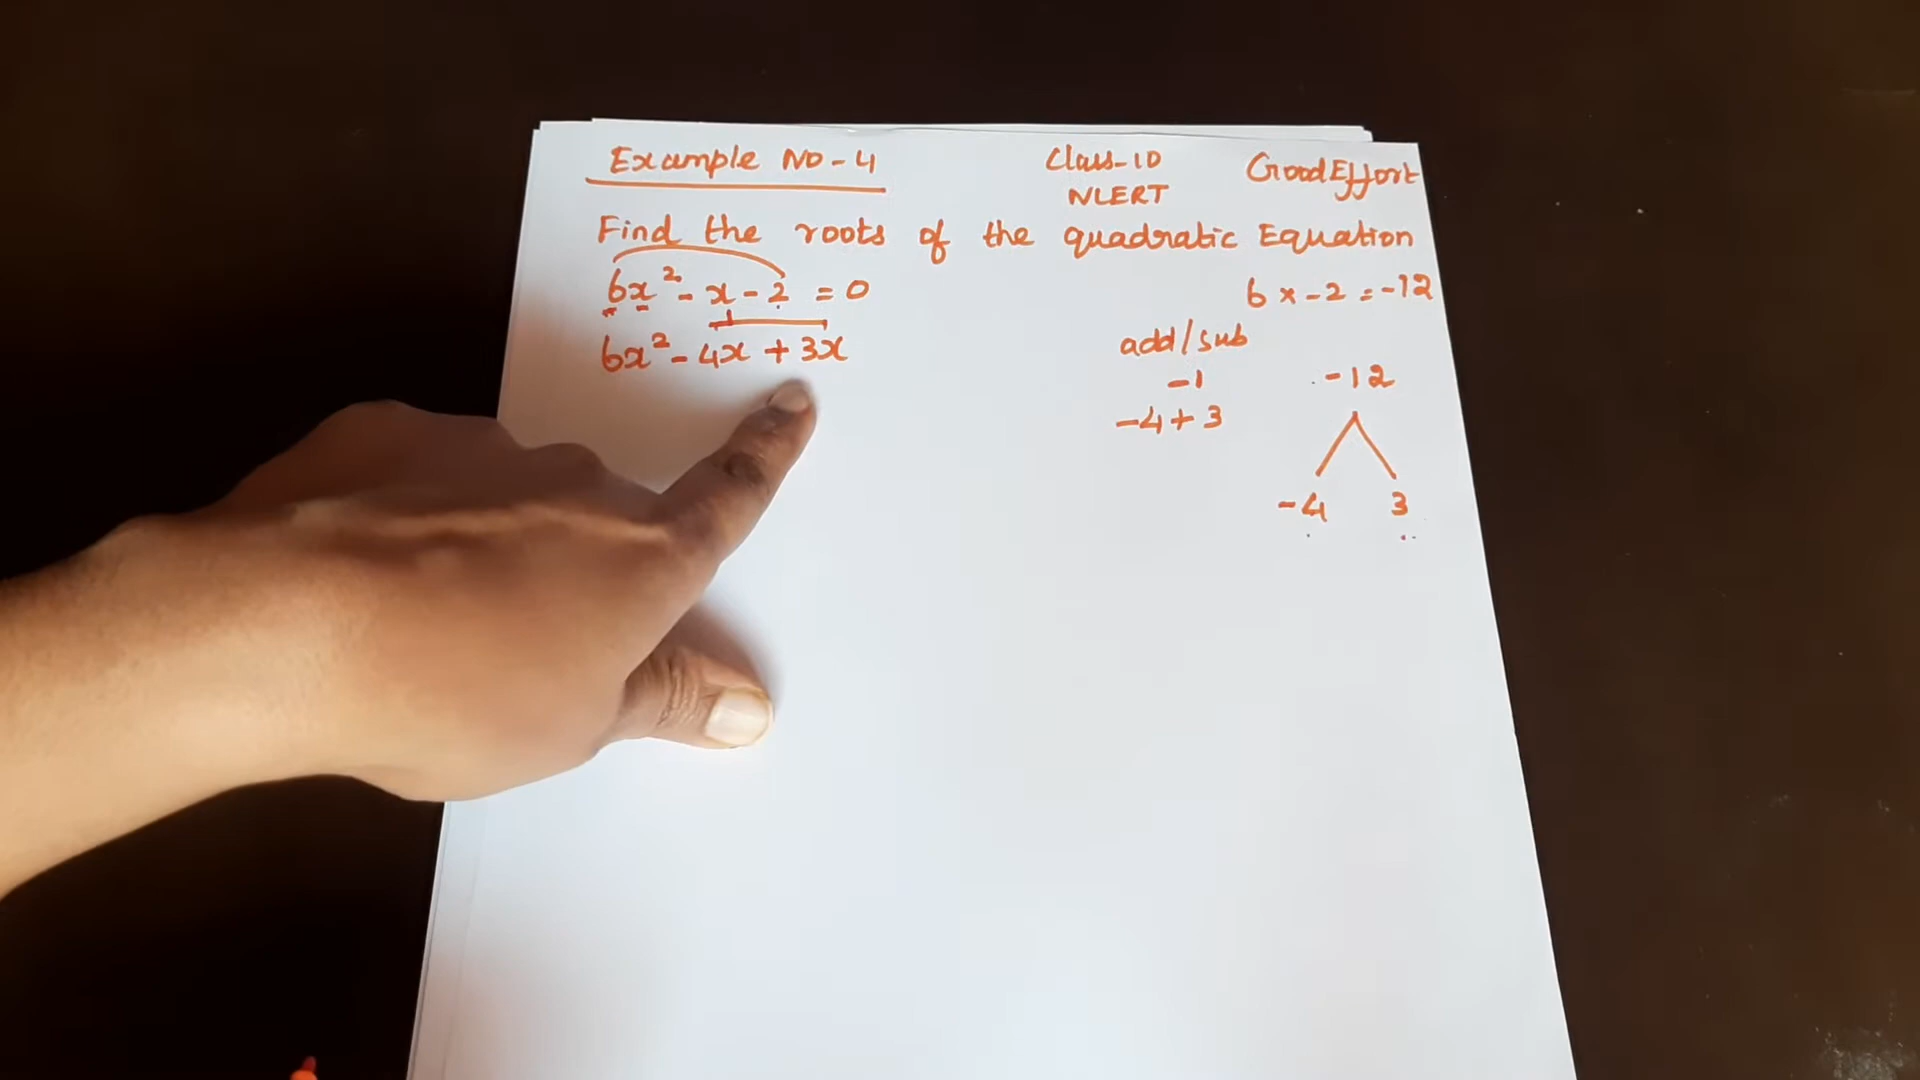 Example NO - 4 Class-10 GoodEffort
NCERT
Find the roots of the quadratic Equation
6x² - x - 2 = 0 6 x -2 = -12
1
6x² - 4x + 3x add/sub
-1 -12
-4 + 3
-4 3